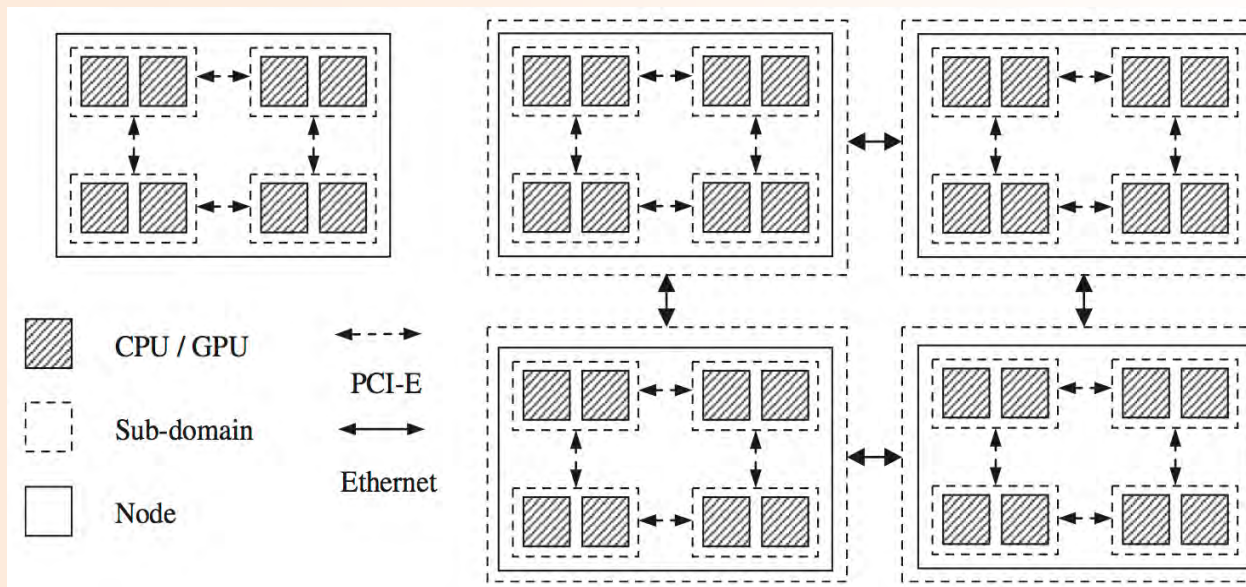 CPU / GPU
PCI-E
Sub-domain
Ethernet
Node